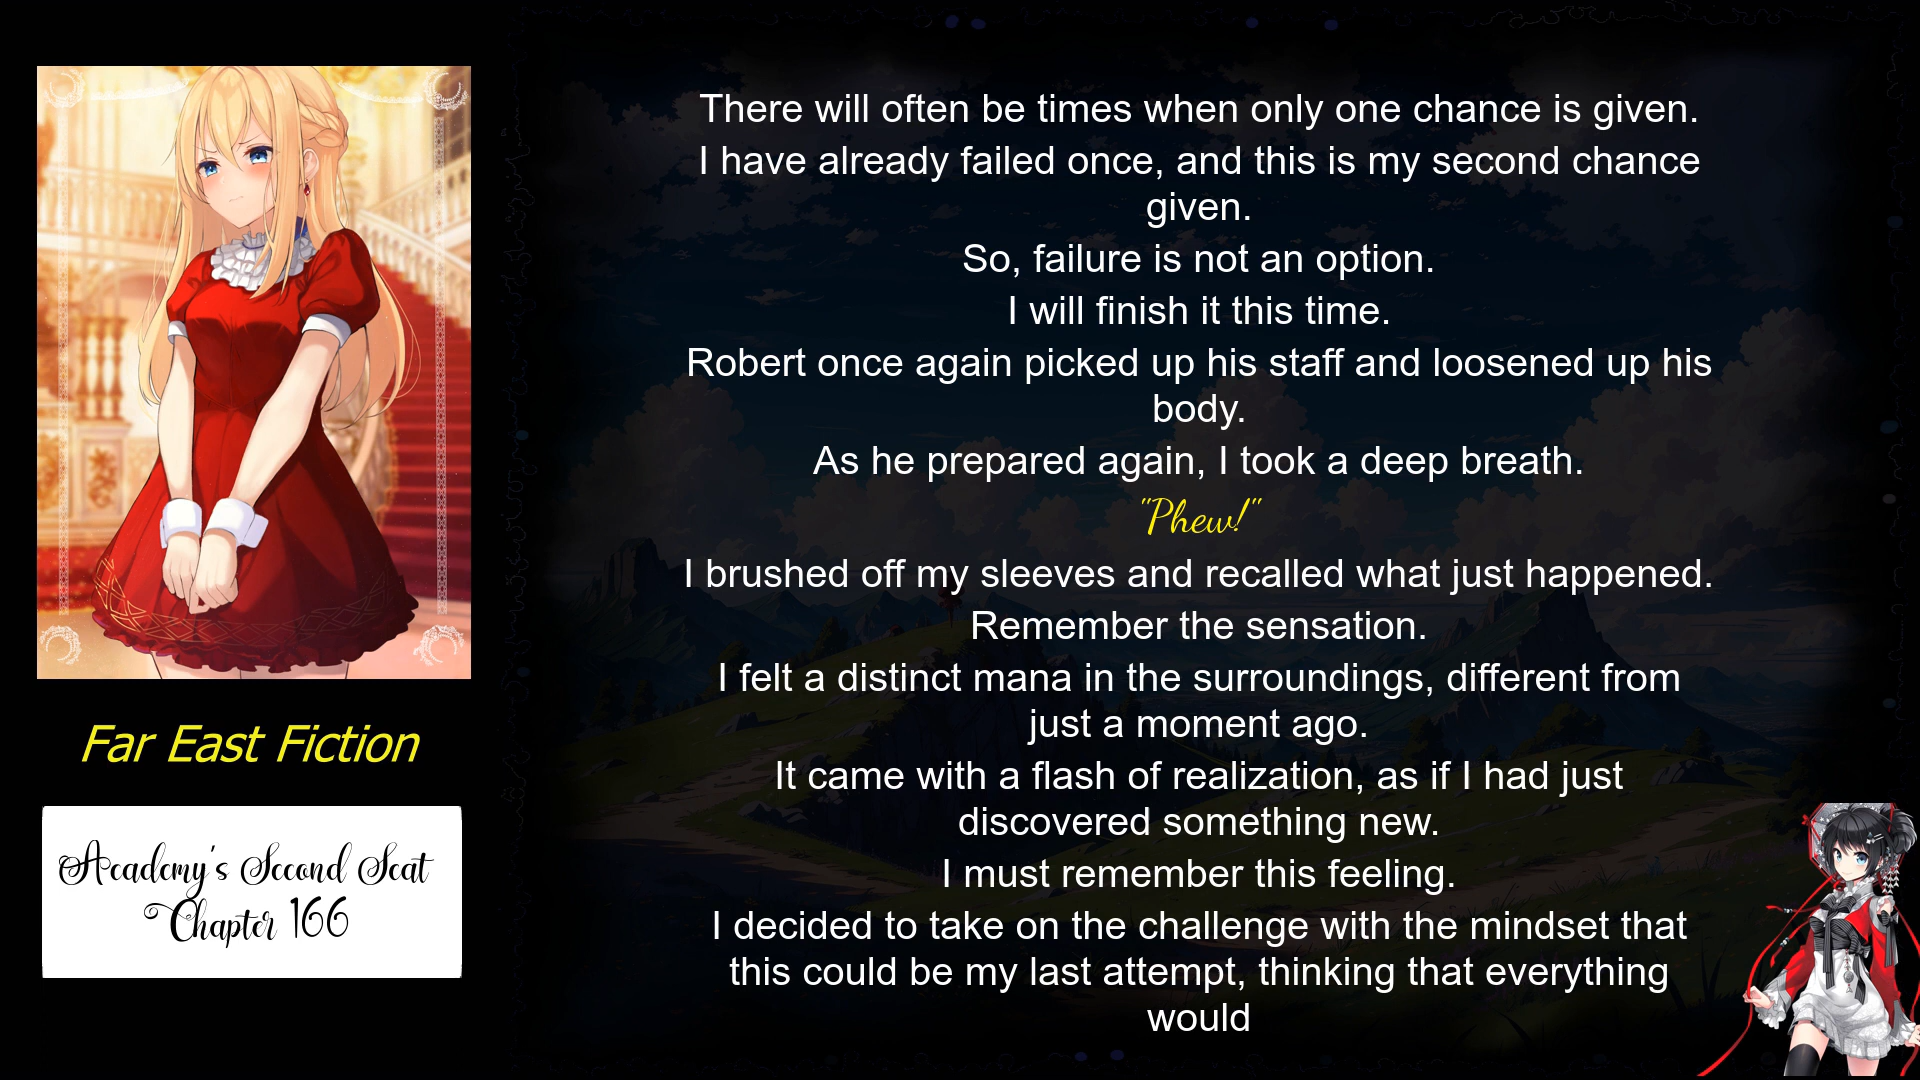 There will often be times when only one chance is given.
I have already failed once, and this is my second chance
given.
So, failure is not an option.
I will finish it this time.
Robert once again picked up his staff and loosened up his
body.
As he prepared again, I took a deep breath.
"Phew!"
I brushed off my sleeves and recalled what just happened.
Remember the sensation.
I felt a distinct mana in the surroundings, different from
just a moment ago.
It came with a flash of realization, as if I had just
discovered something new.
I must remember this feeling.
I decided to take on the challenge with the mindset that
this could be my last attempt, thinking that everything
would
Far East Fiction
Academy's Second Seat
Chapter 166